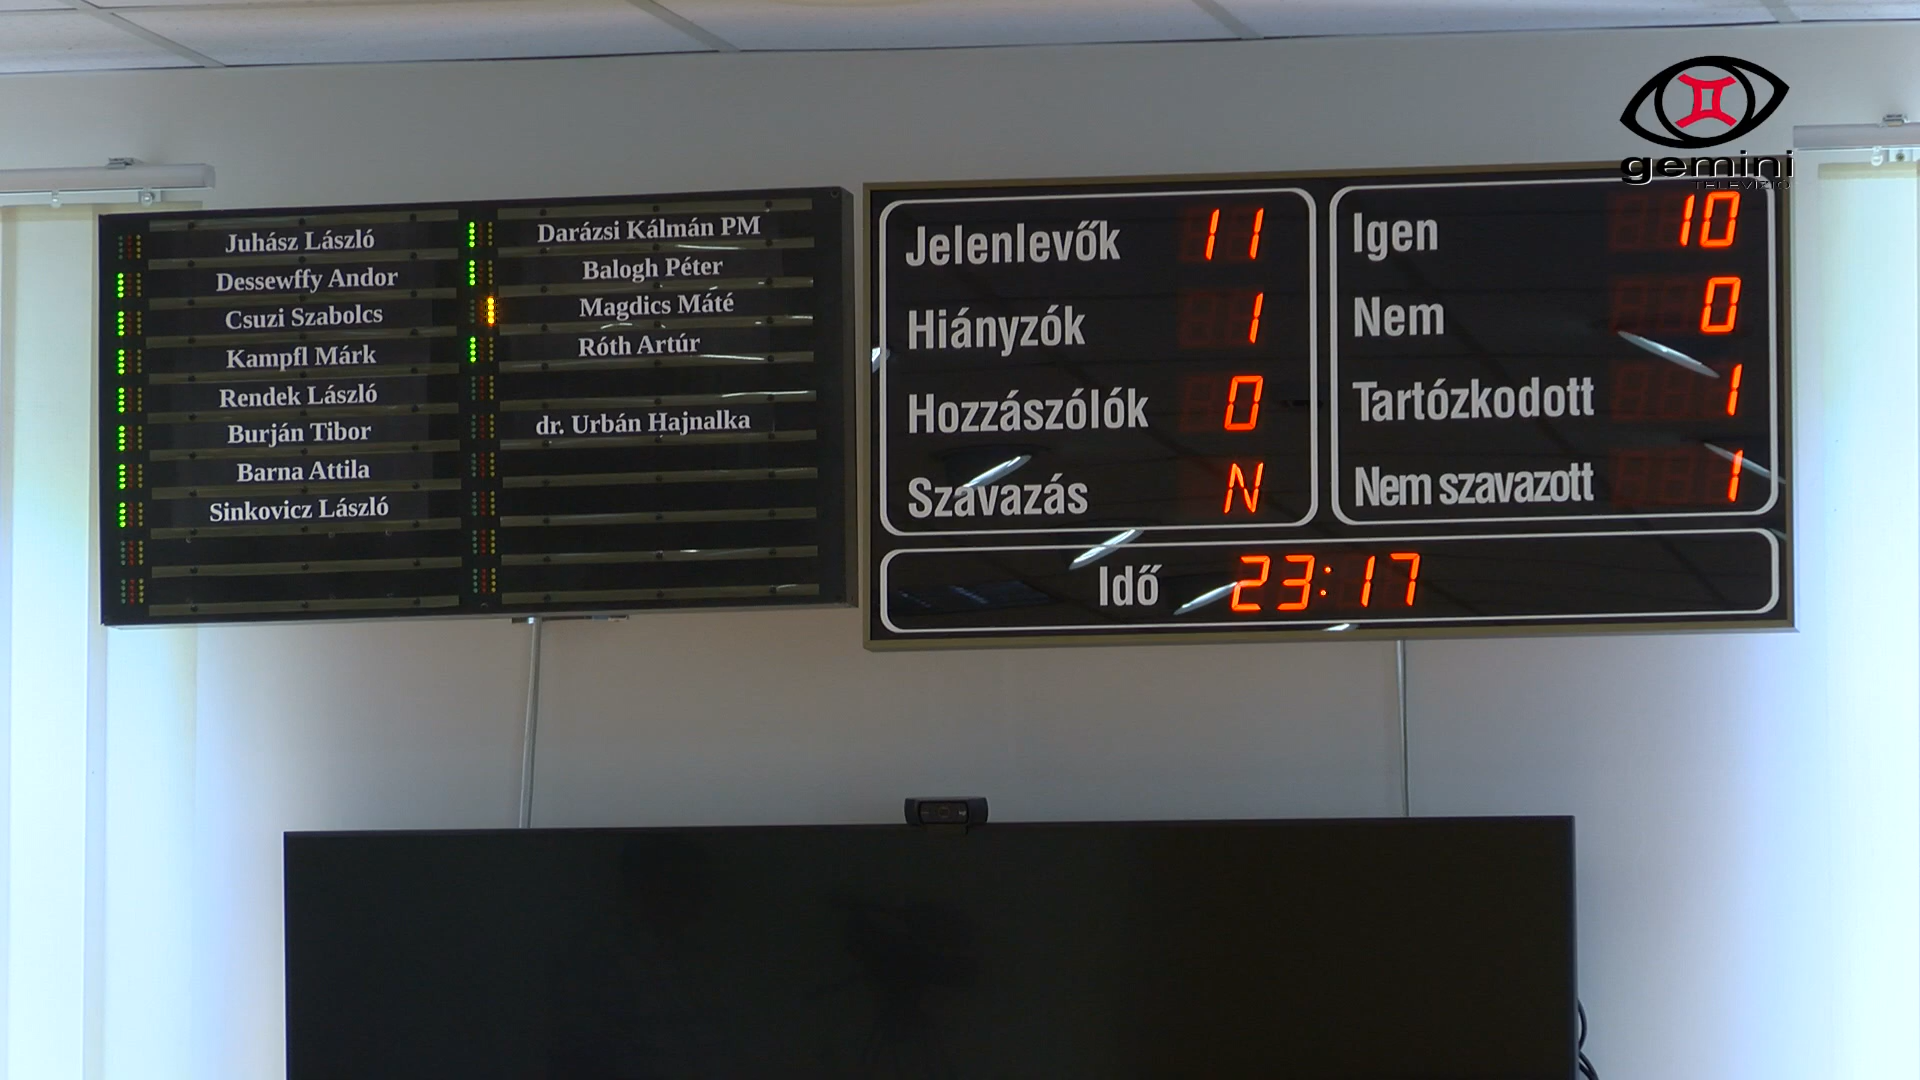 gemini
TELEVÍZIÓ
Juhász László
Dessewffy Andor
Csuzi Szabolcs
Kampfl Márk
Rendek László
Burján Tibor
Barna Attila
Sinkovicz László
Darázsi Kálmán PM
Balogh Péter
Magdics Máté
Róth Artúr
dr. Urbán Hajnalka
Jelenlevők 11
Hiányzók 1
Hozzászólók 0
Szavazás N
Igen 10
Nem 0
Tartózkodott 1
Nem szavazott 1
Idő 23:17